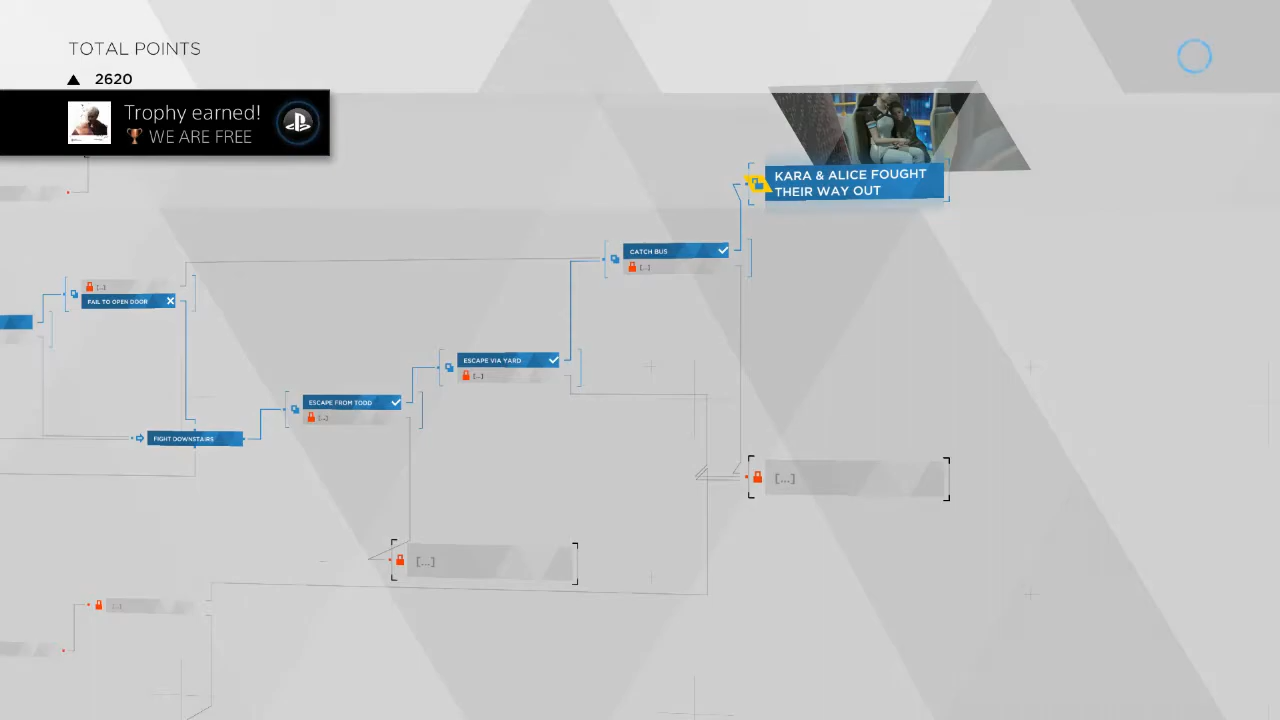 TOTAL POINTS
2620
Trophy earned!
WE ARE FREE
KARA & ALICE FOUGHT
THEIR WAY OUT
CATCH BUS
[...]
[...]
FAIL TO OPEN DOOR
ESCAPE VIA YARD
[...]
ESCAPE FROM TODD
[...]
FIGHT DOWNSTAIRS
[...]
[...]
[...]